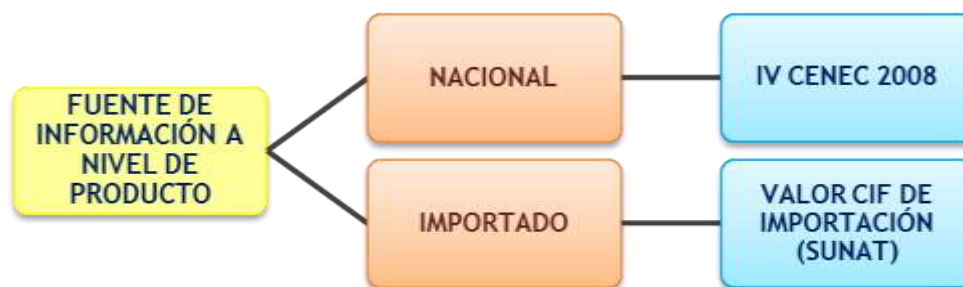 FUENTE DE
INFORMACIÓN A
NIVEL DE
PRODUCTO
NACIONAL
IV CENEC 2008
IMPORTADO
VALOR CIF DE
IMPORTACIÓN
(SUNAT)